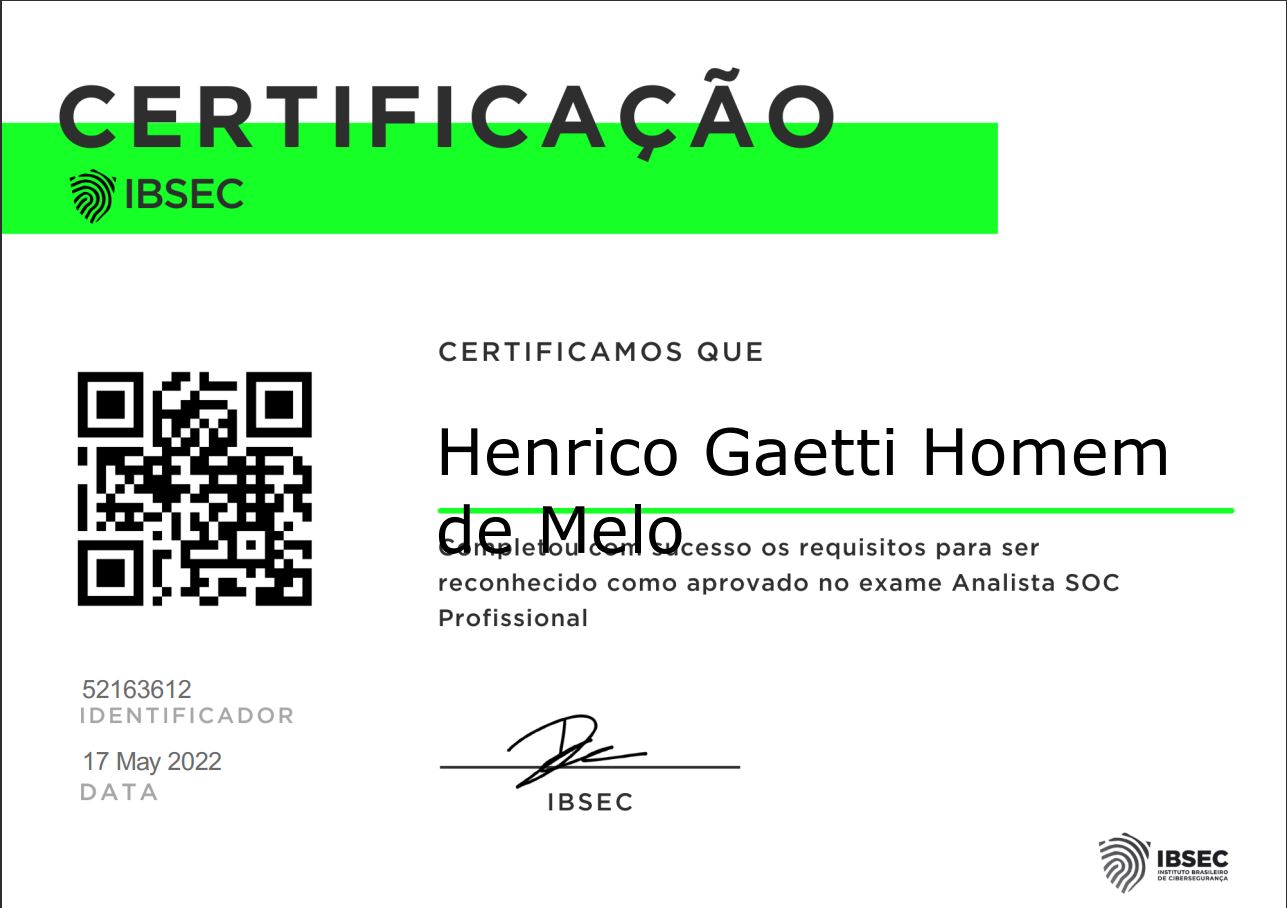 CERTIFICAÇÃO
IBSEC
CERTIFICAMOS QUE
Henrico Gaetti Homem
de Melo
Completou com sucesso os requisitos para ser
reconhecido como aprovado no exame Analista SOC
Profissional
52163612
IDENTIFICADOR
17 May 2022
DATA
IBSEC
IBSEC
INSTITUTO BRASILEIRO
DE CIBERSEGURANÇA